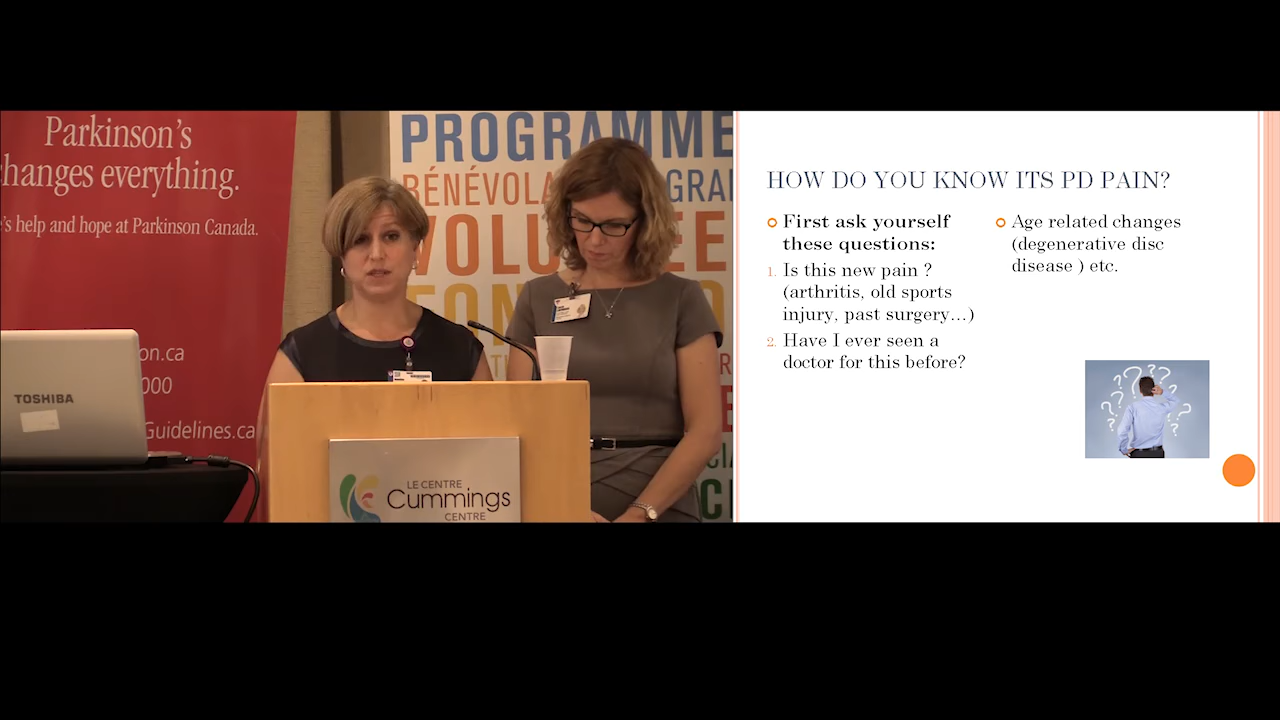 Parkinson's
changes everything.
's help and hope at Parkinson Canada.
on.ca
000
Guidelines.ca
TOSHIBA
PROGRAMME
BÉNÉVOLA
GRAM
VOLU
EE
FON
LE CENTRE
Cummings
CENTRE
HOW DO YOU KNOW ITS PD PAIN?
First ask yourself
these questions:
1. Is this new pain ?
(arthritis, old sports
injury, past surgery...)
2. Have I ever seen a
doctor for this before?
Age related changes
(degenerative disc
disease ) etc.